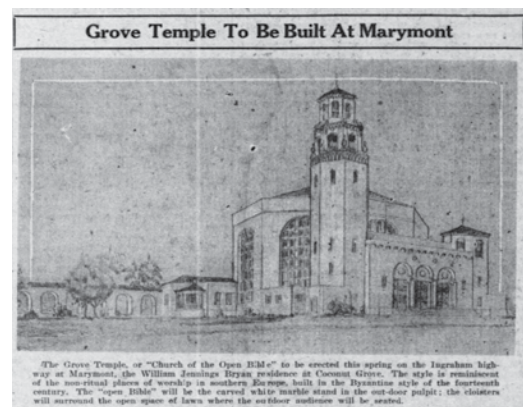 Grove Temple To Be Built At Marymont
The Grove Temple, or "Church of the Open Bible" to be erected this spring on the Ingraham high-
way at Marymont, the William Jennings Bryan residence at Coconut Grove. The style is reminiscent
of the non-ritual places of worship in southern Europe, built in the Byzantine style of the fourteenth
century. The "open Bible" will be the carved white marble stand in the out-door pulpit; the cloisters
will surround the open space of lawn where the outdoor audience will be seated.